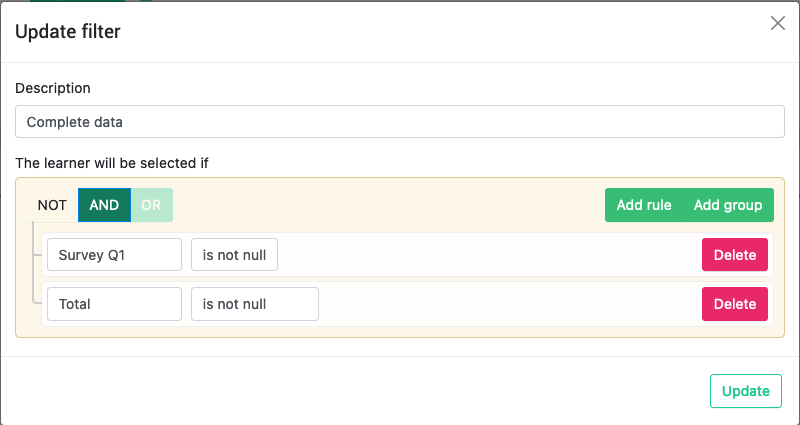 Update filter
Description
Complete data
The learner will be selected if
NOT AND OR Add rule Add group
Survey Q1 is not null Delete
Total is not null Delete
Update